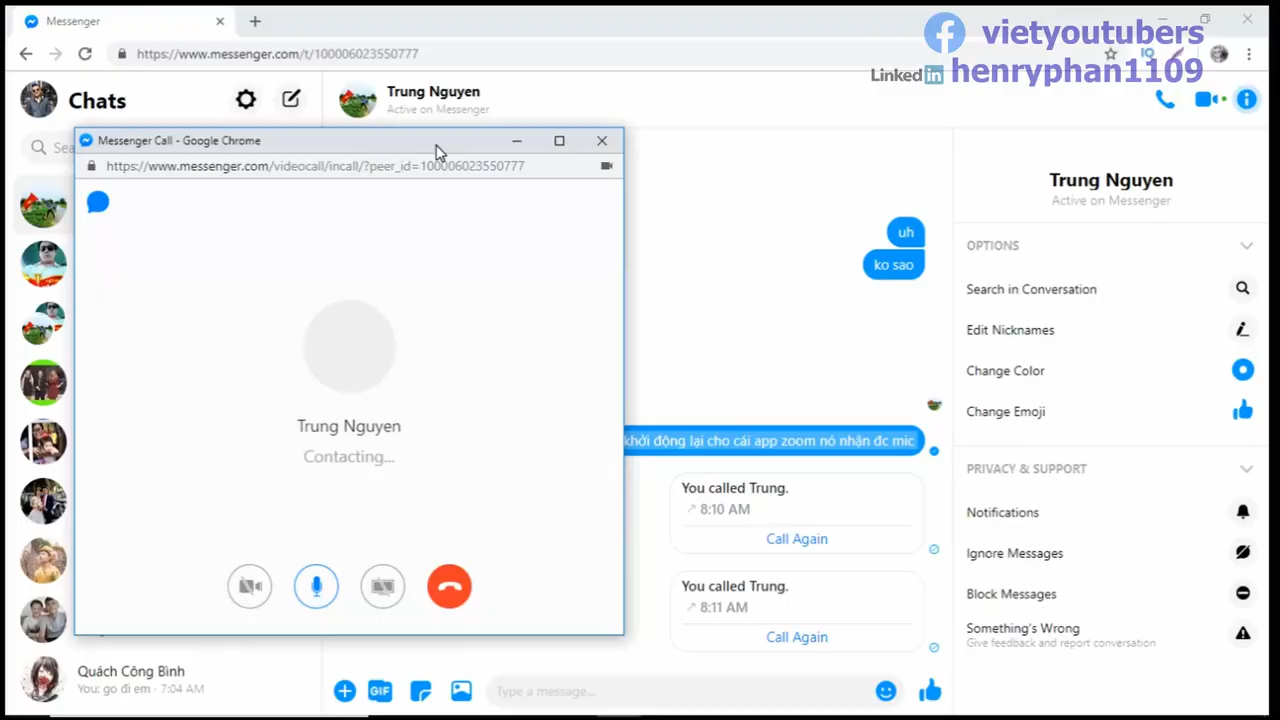 Messenger
https://www.messenger.com/t/100006023550777
vietyoutubers
Linked in henryphan1109
Chats
Trung Nguyen
Active on Messenger
Messenger Call - Google Chrome
https://www.messenger.com/videocall/incall/?peer_id=100006023550777
Trung Nguyen
Contacting...
uh
ko sao
khởi động lại cho cái app zoom nó nhận đc mic
You called Trung.
8:10 AM
Call Again
You called Trung.
8:11 AM
Call Again
Quách Công Bình
You: go đi em · 7:04 AM
GIF
Type a message...
Trung Nguyen
Active on Messenger
OPTIONS
Search in Conversation
Edit Nicknames
Change Color
Change Emoji
PRIVACY & SUPPORT
Notifications
Ignore Messages
Block Messages
Something's Wrong
Give feedback and report conversation